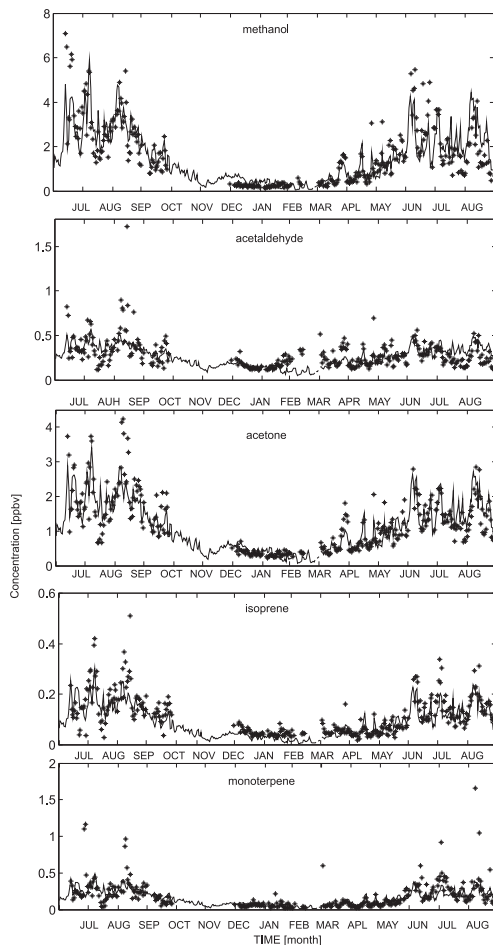 methanol
8
6
4
2
0
JUL AUG SEP OCT NOV DEC JAN FEB MAR APL MAY JUN JUL AUG
acetaldehyde
1.5
1
0.5
0
JUL AUH SEP OCT NOV DEC JAN FEB MAR APR MAY JUN JUL AUG
acetone
4
3
2
1
0
JUL AUG SEP OCT NOV DEC JAN FEB MAR APL MAY JUN JUL AUG
Concentration [ppbv]
isoprene
0.6
0.4
0.2
0
JUL AUG SEP OCT NOV DEC JAN FEB MAR APL MAY JUN JUL AUG
monoterpene
2
1.5
1
0.5
0
JUL AUG SEP OCT NOV DEC JAN FEB MAR APL MAY JUN JUL AUG
TIME [month]